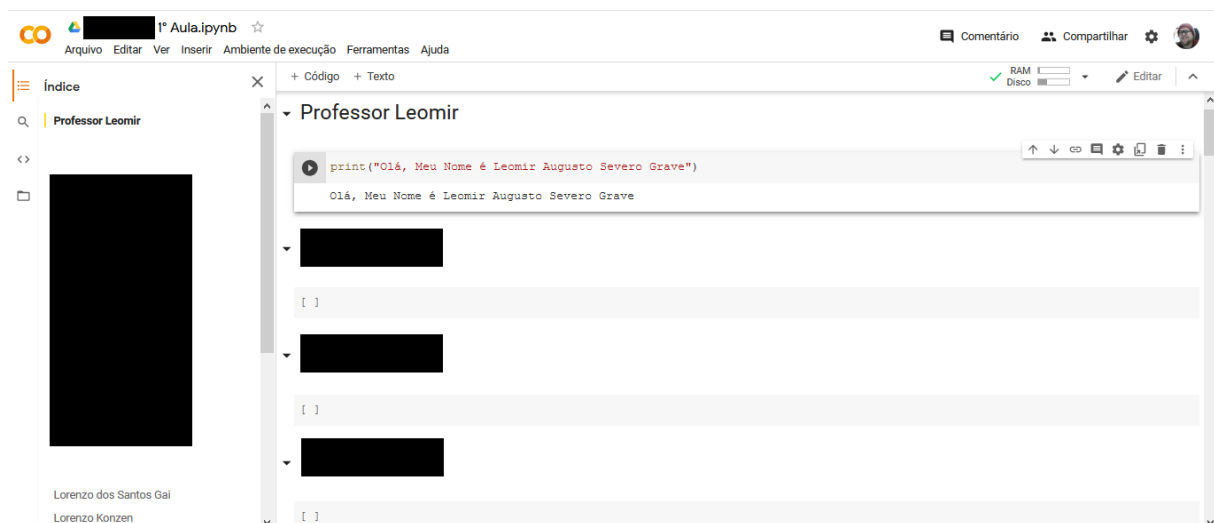 1° Aula.ipynb
Arquivo Editar Ver Inserir Ambiente de execução Ferramentas Ajuda
Comentário
Compartilhar
Índice
+ Código + Texto
RAM
Disco
Editar
Professor Leomir
Professor Leomir
print("Olá, Meu Nome é Leomir Augusto Severo Grave")
Olá, Meu Nome é Leomir Augusto Severo Grave
[ ]
[ ]
[ ]
Lorenzo dos Santos Gai
Lorenzo Konzen